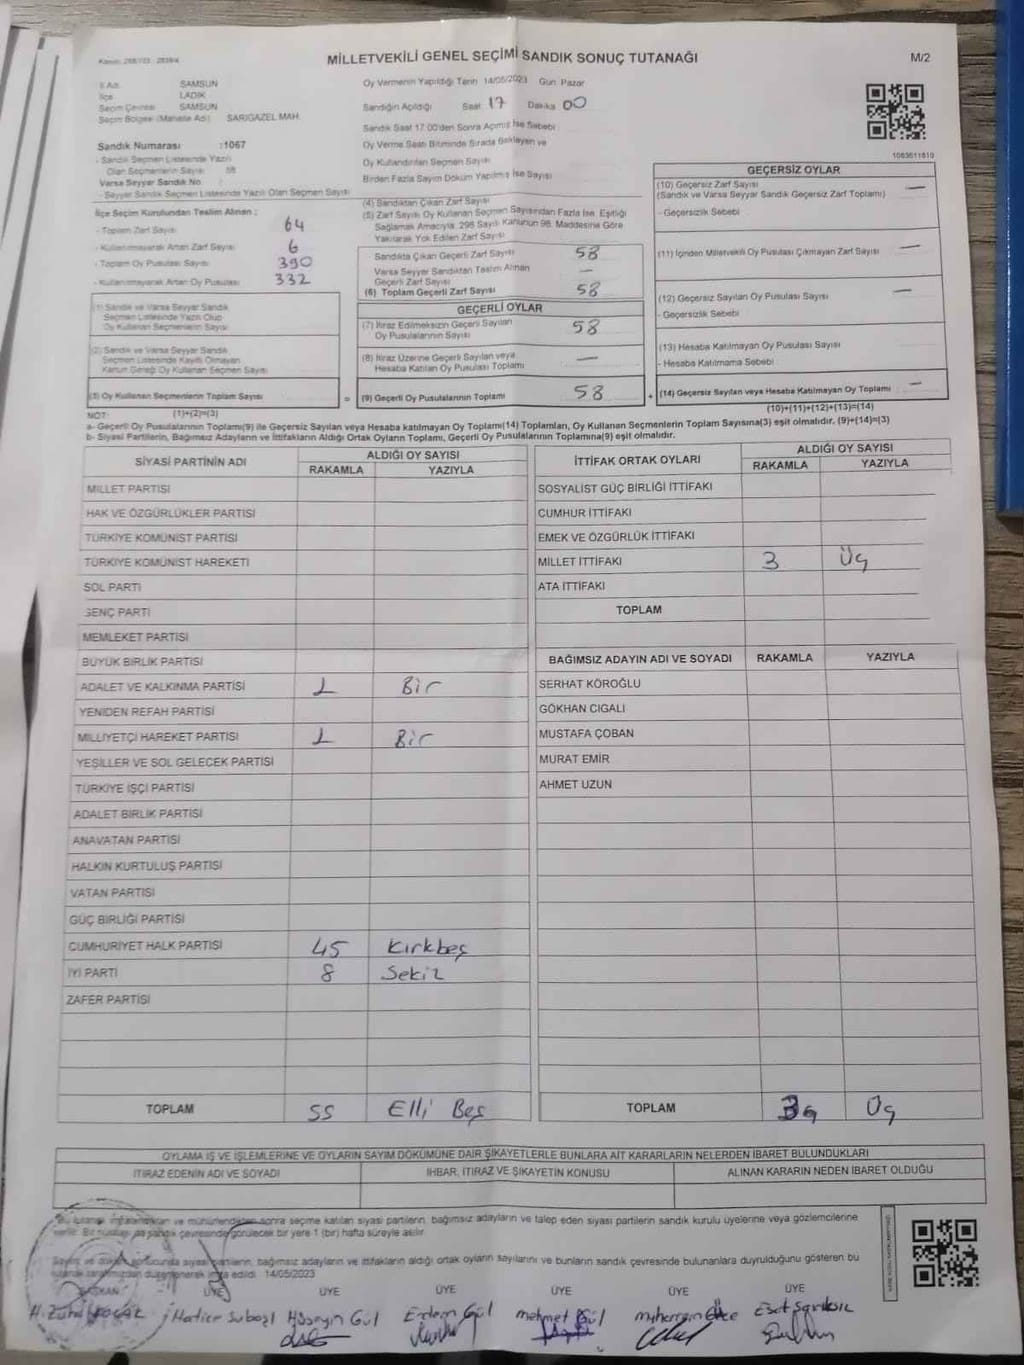 MİLLETVEKİLİ GENEL SEÇİMİ SANDIK SONUÇ TUTANAĞI
M/2
İl Adı SAMSUN
İlçe LADİK
Seçim Çevresi SAMSUN
Seçim Bölgesi (Mahalle Adı) SARIGAZEL MAH.
Oy Vermenin Yapıldığı Tarih 14/05/2023 Gün Pazar
Sandığın Açıldığı Saat 17 Dakika 00
Sandık Saat 17:00'den Sonra Açımış İse Sebebi
Sandık Numarası :1067
Oy Verme Saati Bitiminde Sırada Bekleyen ve
Oy Kullandırılan Seçmen Sayısı
- Sandık Seçmen Listesinde Yazılı
Olan Seçmenlerin Sayısı
Birden Fazla Sayım Döküm Yapılmış İse Sayısı
Varsa Seyyar Sandık No
- Seyyar Sandık Seçmen Listesinde Yazılı Olan Seçmen Sayısı
İlçe Seçim Kurulundan Teslim Alınan ;
- Toplam Zarf Sayısı 64
- Kullanılmayarak Artan Zarf Sayısı 6
- Toplam Oy Pusulası Sayısı 390
- Kullanılmayarak Artan Oy Pusulası 332
(1) Sandık ve Varsa Seyyar Sandık
Seçmen Listesinde Yazılı Olup
Oy Kullanan Seçmenlerin Sayısı
(2) Sandık ve Varsa Seyyar Sandık
Seçmen Listesinde Kayıtlı Olmayan
Kanun Gereği Oy Kullanan Seçmen Sayısı
(3) Oy Kullanan Seçmenlerin Toplam Sayısı =
(1)+(2)=(3)
(4) Sandıktan Çıkan Zarf Sayısı
(5) Zarf Sayısı Oy Kullanan Seçmen Sayısından Fazla İse, Eşitliği
Sağlamak Amacıyla, 298 Sayılı Kanunun 98. Maddesine Göre
Yakılarak Yok Edilen Zarf Sayısı
Sandıkta Çıkan Geçerli Zarf Sayısı 58
Varsa Seyyar Sandıktan Teslim Alınan
Geçerli Zarf Sayısı —
(6) Toplam Geçerli Zarf Sayısı 58
GEÇERLİ OYLAR
(7) İtiraz Edilmeksizin Geçerli Sayılan
Oy Pusulalarının Sayısı 58
(8) İtiraz Üzerine Geçerli Sayılan veya
Hesaba Katılan Oy Pusulası Toplamı —
(9) Geçerli Oy Pusulalarının Toplamı 58 +
1063611810
GEÇERSİZ OYLAR
(10) Geçersiz Zarf Sayısı —
(Sandık ve Varsa Seyyar Sandık Geçersiz Zarf Toplamı)
- Geçersizlik Sebebi
(11) İçinden Milletvekili Oy Pusulası Çıkmayan Zarf Sayısı —
(12) Geçersiz Sayılan Oy Pusulası Sayısı —
- Geçersizlik Sebebi
(13) Hesaba Katılmayan Oy Pusulası Sayısı
- Hesaba Katılmama Sebebi
(14) Geçersiz Sayılan veya Hesaba Katılmayan Oy Toplamı —
(10)+(11)+(12)+(13)=(14)
NOT:
a- Geçerli Oy Pusulalarının Toplamı(9) ile Geçersiz Sayılan veya Hesaba katılmayan Oy Toplamı(14) Toplamları, Oy Kullanan Seçmenlerin Toplam Sayısına(3) eşit olmalıdır. (9)+(14)=(3)
b- Siyasi Partilerin, Bağımsız Adayların ve İttifakların Aldığı Ortak Oyların Toplamı, Geçerli Oy Pusulalarının Toplamına(9) eşit olmalıdır.
SİYASİ PARTİNİN ADI ALDIĞI OY SAYISI
RAKAMLA YAZIYLA
MİLLET PARTİSİ
HAK VE ÖZGÜRLÜKLER PARTİSİ
TÜRKİYE KOMÜNİST PARTİSİ
TÜRKİYE KOMÜNİST HAREKETİ
SOL PARTİ
GENÇ PARTİ
MEMLEKET PARTİSİ
BÜYÜK BİRLİK PARTİSİ
ADALET VE KALKINMA PARTİSİ 1 Bir
YENİDEN REFAH PARTİSİ
MİLLİYETÇİ HAREKET PARTİSİ 1 Bir
YEŞİLLER VE SOL GELECEK PARTİSİ
TÜRKİYE İŞÇİ PARTİSİ
ADALET BİRLİK PARTİSİ
ANAVATAN PARTİSİ
HALKIN KURTULUŞ PARTİSİ
VATAN PARTİSİ
GÜÇ BİRLİĞİ PARTİSİ
CUMHURİYET HALK PARTİSİ 45 Kırkbeş
İYİ PARTİ 8 Sekiz
ZAFER PARTİSİ
TOPLAM 55 Elli Beş
İTTİFAK ORTAK OYLARI ALDIĞI OY SAYISI
RAKAMLA YAZIYLA
SOSYALİST GÜÇ BİRLİĞİ İTTİFAKI
CUMHUR İTTİFAKI
EMEK VE ÖZGÜRLÜK İTTİFAKI
MİLLET İTTİFAKI 3 Üç
ATA İTTİFAKI
TOPLAM
BAĞIMSIZ ADAYIN ADI VE SOYADI RAKAMLA YAZIYLA
SERHAT KÖROĞLU
GÖKHAN CIGALI
MUSTAFA ÇOBAN
MURAT EMİR
AHMET UZUN
TOPLAM 3 Üç
OYLAMA İŞ VE İŞLEMLERİNE VE OYLARIN SAYIM DÖKÜMÜNE DAİR ŞİKAYETLERLE BUNLARA AİT KARARLARIN NELERDEN İBARET BULUNDUKLARI
İTİRAZ EDENİN ADI VE SOYADI İHBAR, İTİRAZ VE ŞİKAYETİN KONUSU ALINAN KARARIN NEDEN İBARET OLDUĞU
Bu tutanak imzalandıktan ve mühürlendikten sonra seçime katılan siyasi partilerin, bağımsız adayların ve talep eden siyasi partilerin sandık kurulu üyelerine veya gözlemcilerine
verilir. Bir nüshası da sandık çevresinde görülecek bir yere 1 (bir) hafta süreyle asılır.
Sayım ve döküm sonucunda siyasi partilerin, bağımsız adayların ve ittifakların aldığı ortak oyların sayılarını ve bunların sandık çevresinde bulunanlara duyrulduğunu gösteren bu
tutanak tarafımızdan düzenlenerek imza edildi. 14/05/2023
BAŞKAN ÜYE ÜYE ÜYE ÜYE ÜYE ÜYE
Hatice Subaşı Hüseyin Gül Erdem Gül Mehmet Gül